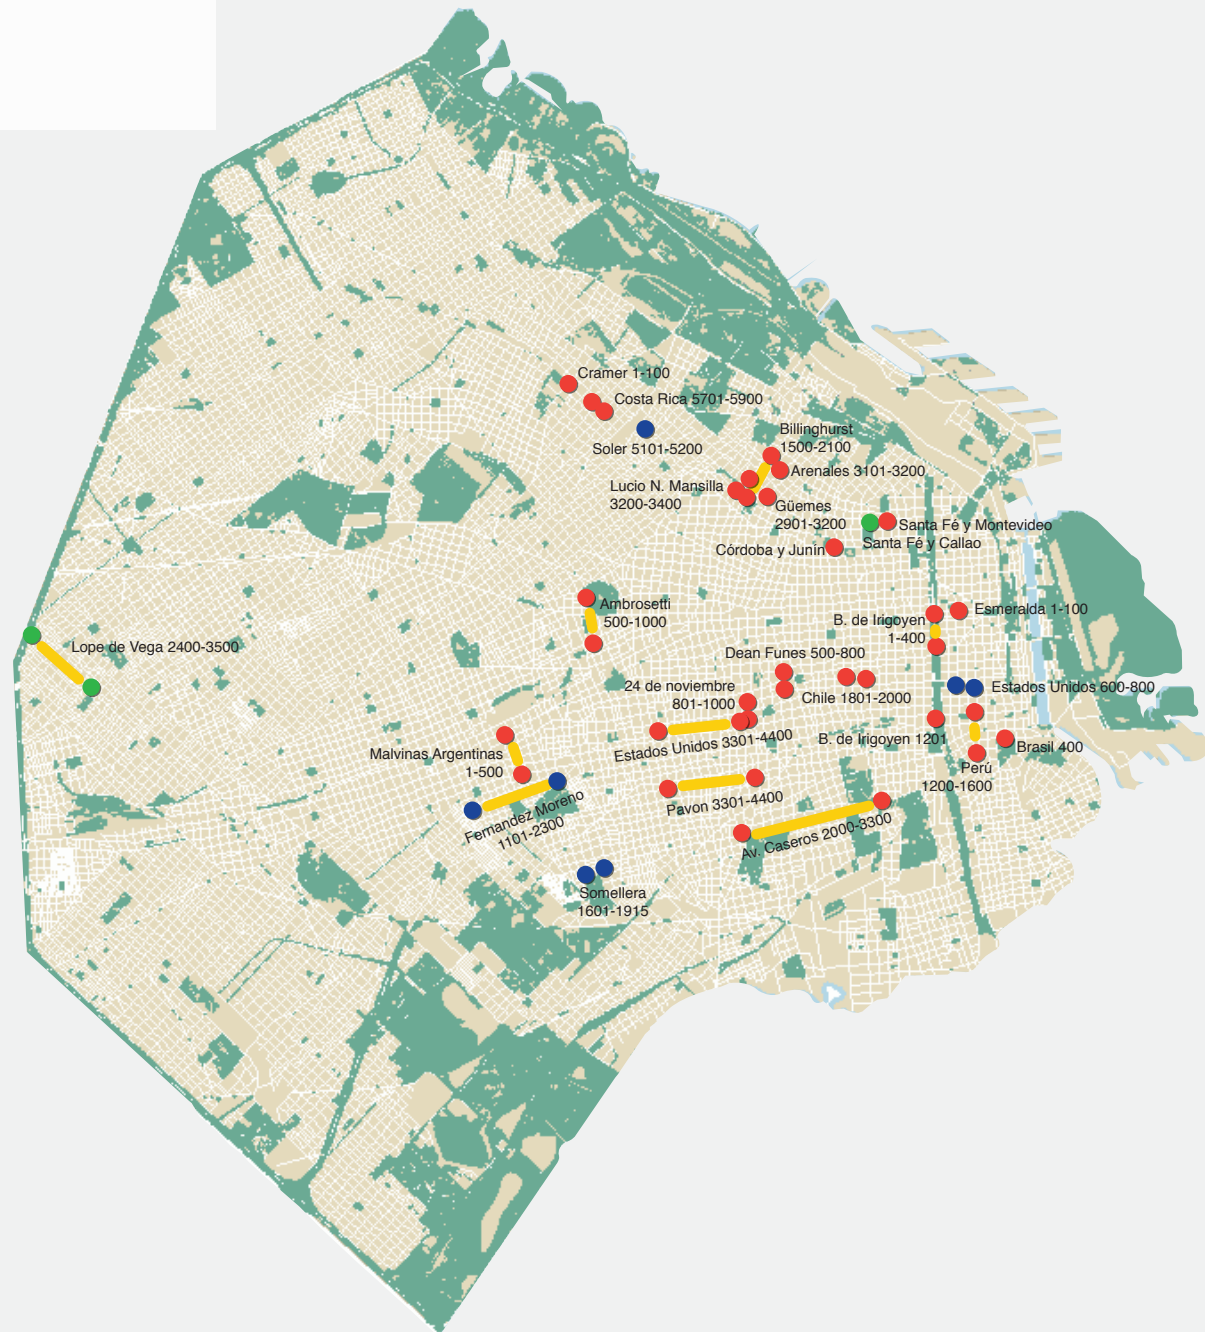 Cramer 1-100
Costa Rica 5701-5900
Soler 5101-5200
Billinghurst
1500-2100
Arenales 3101-3200
Lucio N. Mansilla
3200-3400
Güemes
2901-3200
Santa Fé y Montevideo
Santa Fé y Callao
Córdoba y Junín
Ambrosetti
500-1000
Esmeralda 1-100
B. de Irigoyen
1-400
Lope de Vega 2400-3500
Dean Funes 500-800
24 de noviembre
801-1000
Chile 1801-2000
Estados Unidos 600-800
Estados Unidos 3301-4400
B. de Irigoyen 1201
Brasil 400
Malvinas Argentinas
1-500
Perú
1200-1600
Fernandez Moreno
1101-2300
Pavon 3301-4400
Av. Caseros 2000-3300
Somellera
1601-1915